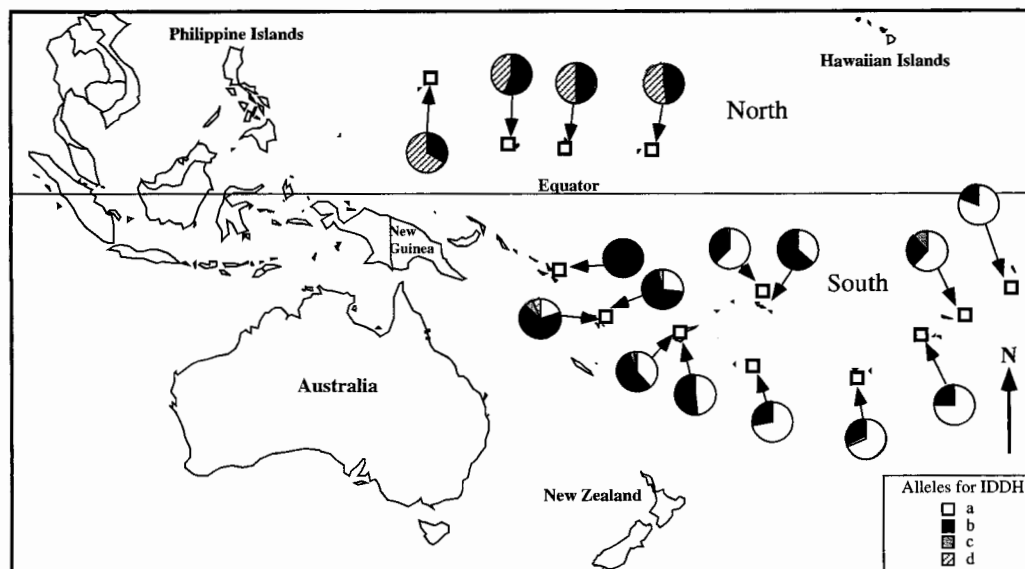 Philippine Islands
Hawaiian Islands
North
Equator
New
Guinea
South
Australia
N
New Zealand
Alleles for IDDH
a
b
c
d